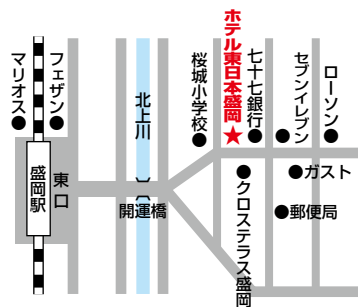 マリオス
フェザン
盛岡駅
東口
北上川
開運橋
桜城小学校
ホテル東日本盛岡
七十七銀行
セブンイレブン
ローソン
クロステラス盛岡
ガスト
郵便局